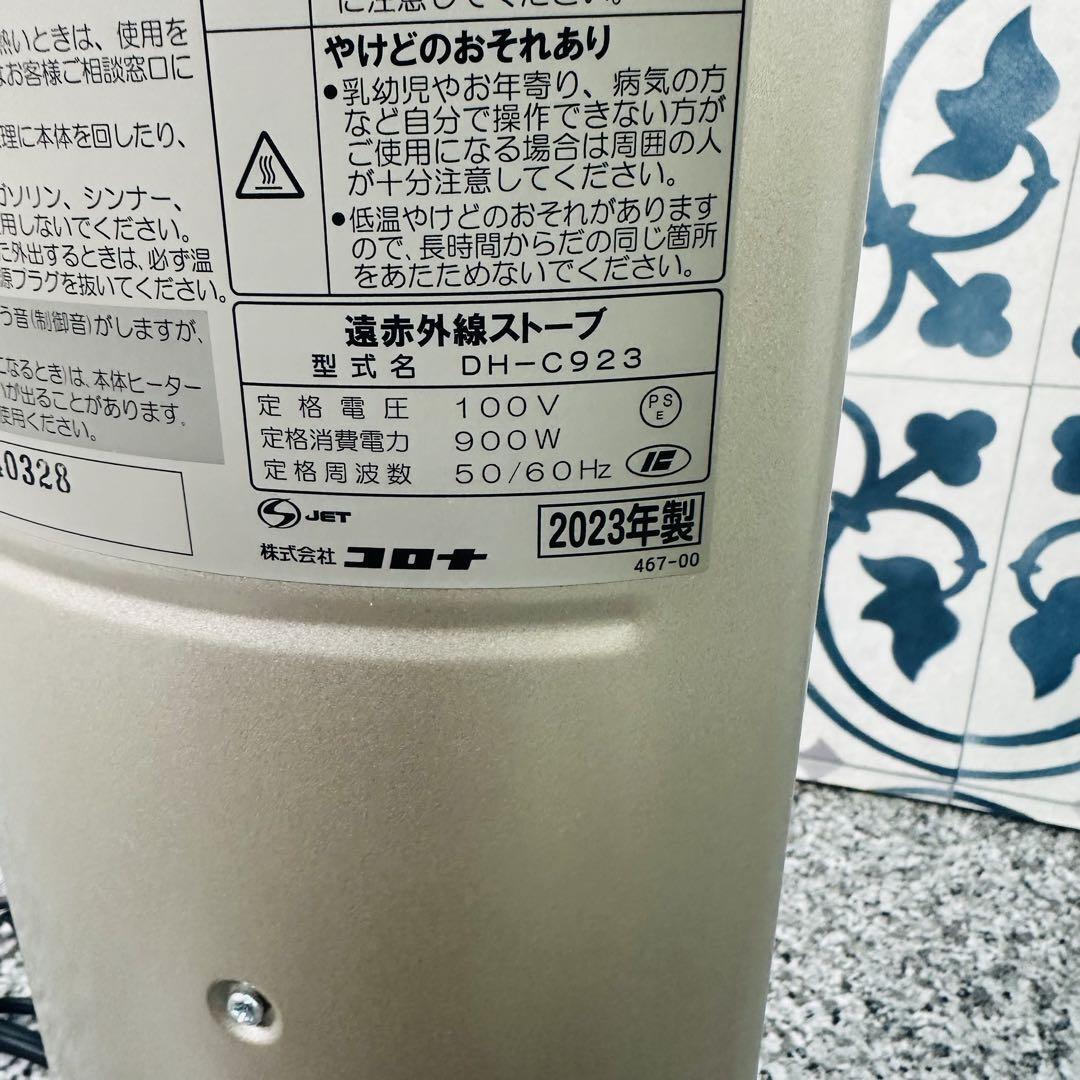 に注意してください。
やけどのおそれあり
●乳幼児やお年寄り、病気の方
など自分で操作できない方が
ご使用になる場合は周囲の人
が十分注意してください。
●低温やけどのおそれがあります
ので、長時間からだの同じ箇所
をあたためないでください。
熱いときは、使用を
お客様ご相談窓口に
理に本体を回したり、
ソリン、シンナー、
用しないでください。
外出するときは、必ず温
源プラグを抜いてください。
う音(制御音)がしますが、
になるとき)は、本体ヒーター
いが出ることがあります。
使用ください。
0328
遠赤外線ストーブ
型式名 DH-C923
定格電圧 100V
定格消費電力 900W
定格周波数 50/60Hz
PSE
JET
株式会社 コロナ
2023年製
467-00